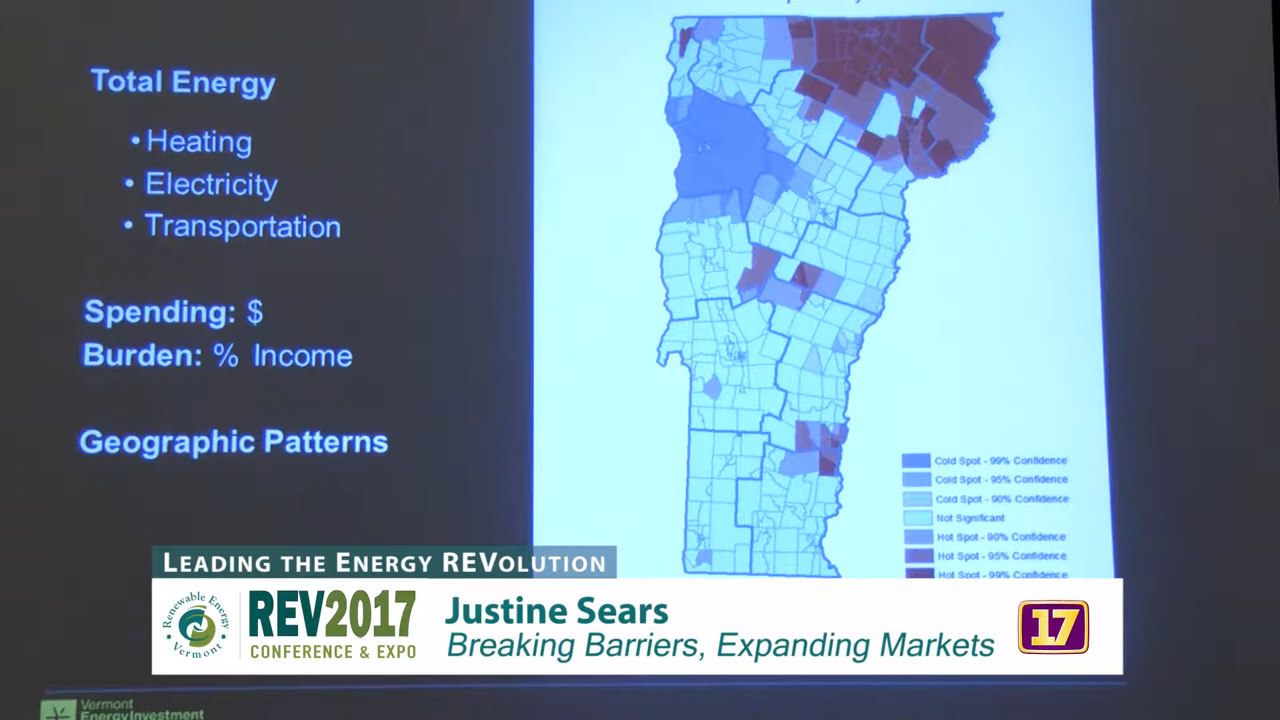 Total Energy
• Heating
• Electricity
• Transportation
Spending: $
Burden: % Income
Geographic Patterns
Cold Spot - 99% Confidence
Cold Spot - 95% Confidence
Cold Spot - 90% Confidence
Not Significant
Hot Spot - 90% Confidence
Hot Spot - 95% Confidence
Hot Spot - 99% Confidence
LEADING THE ENERGY REVOLUTION
Renewable Energy
Vermont
REV2017
CONFERENCE & EXPO
Justine Sears
Breaking Barriers, Expanding Markets
17
Vermont
EnergyInvestment